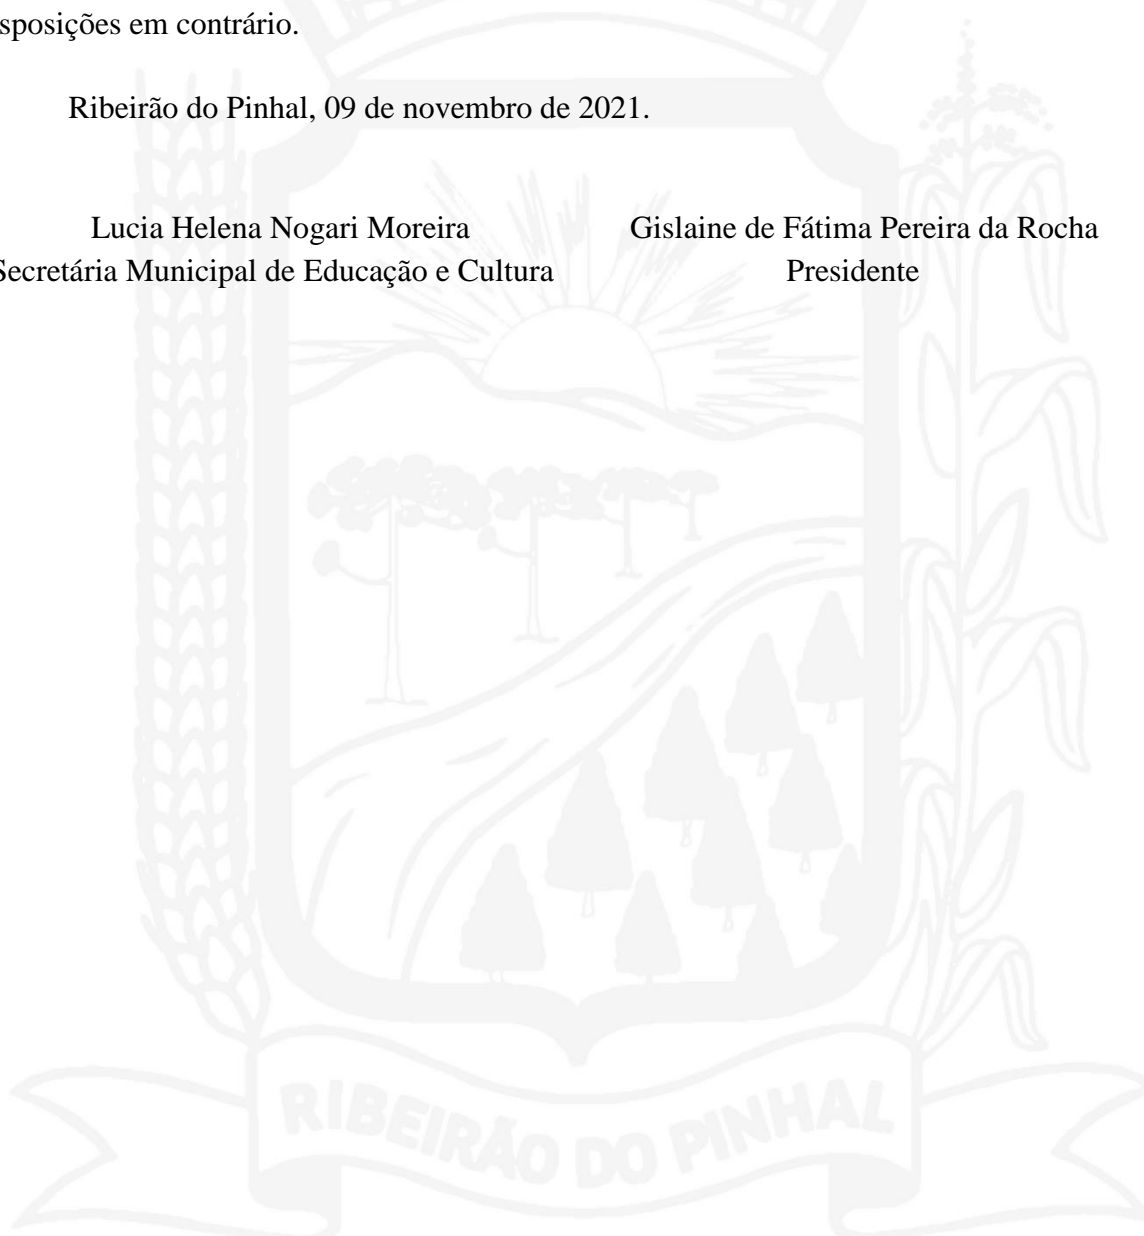 sposições em contrário.
Ribeirão do Pinhal, 09 de novembro de 2021.
Lucia Helena Nogari Moreira Gislaine de Fátima Pereira da Rocha
Secretária Municipal de Educação e Cultura Presidente
RIBEIRÃO DO PINHAL